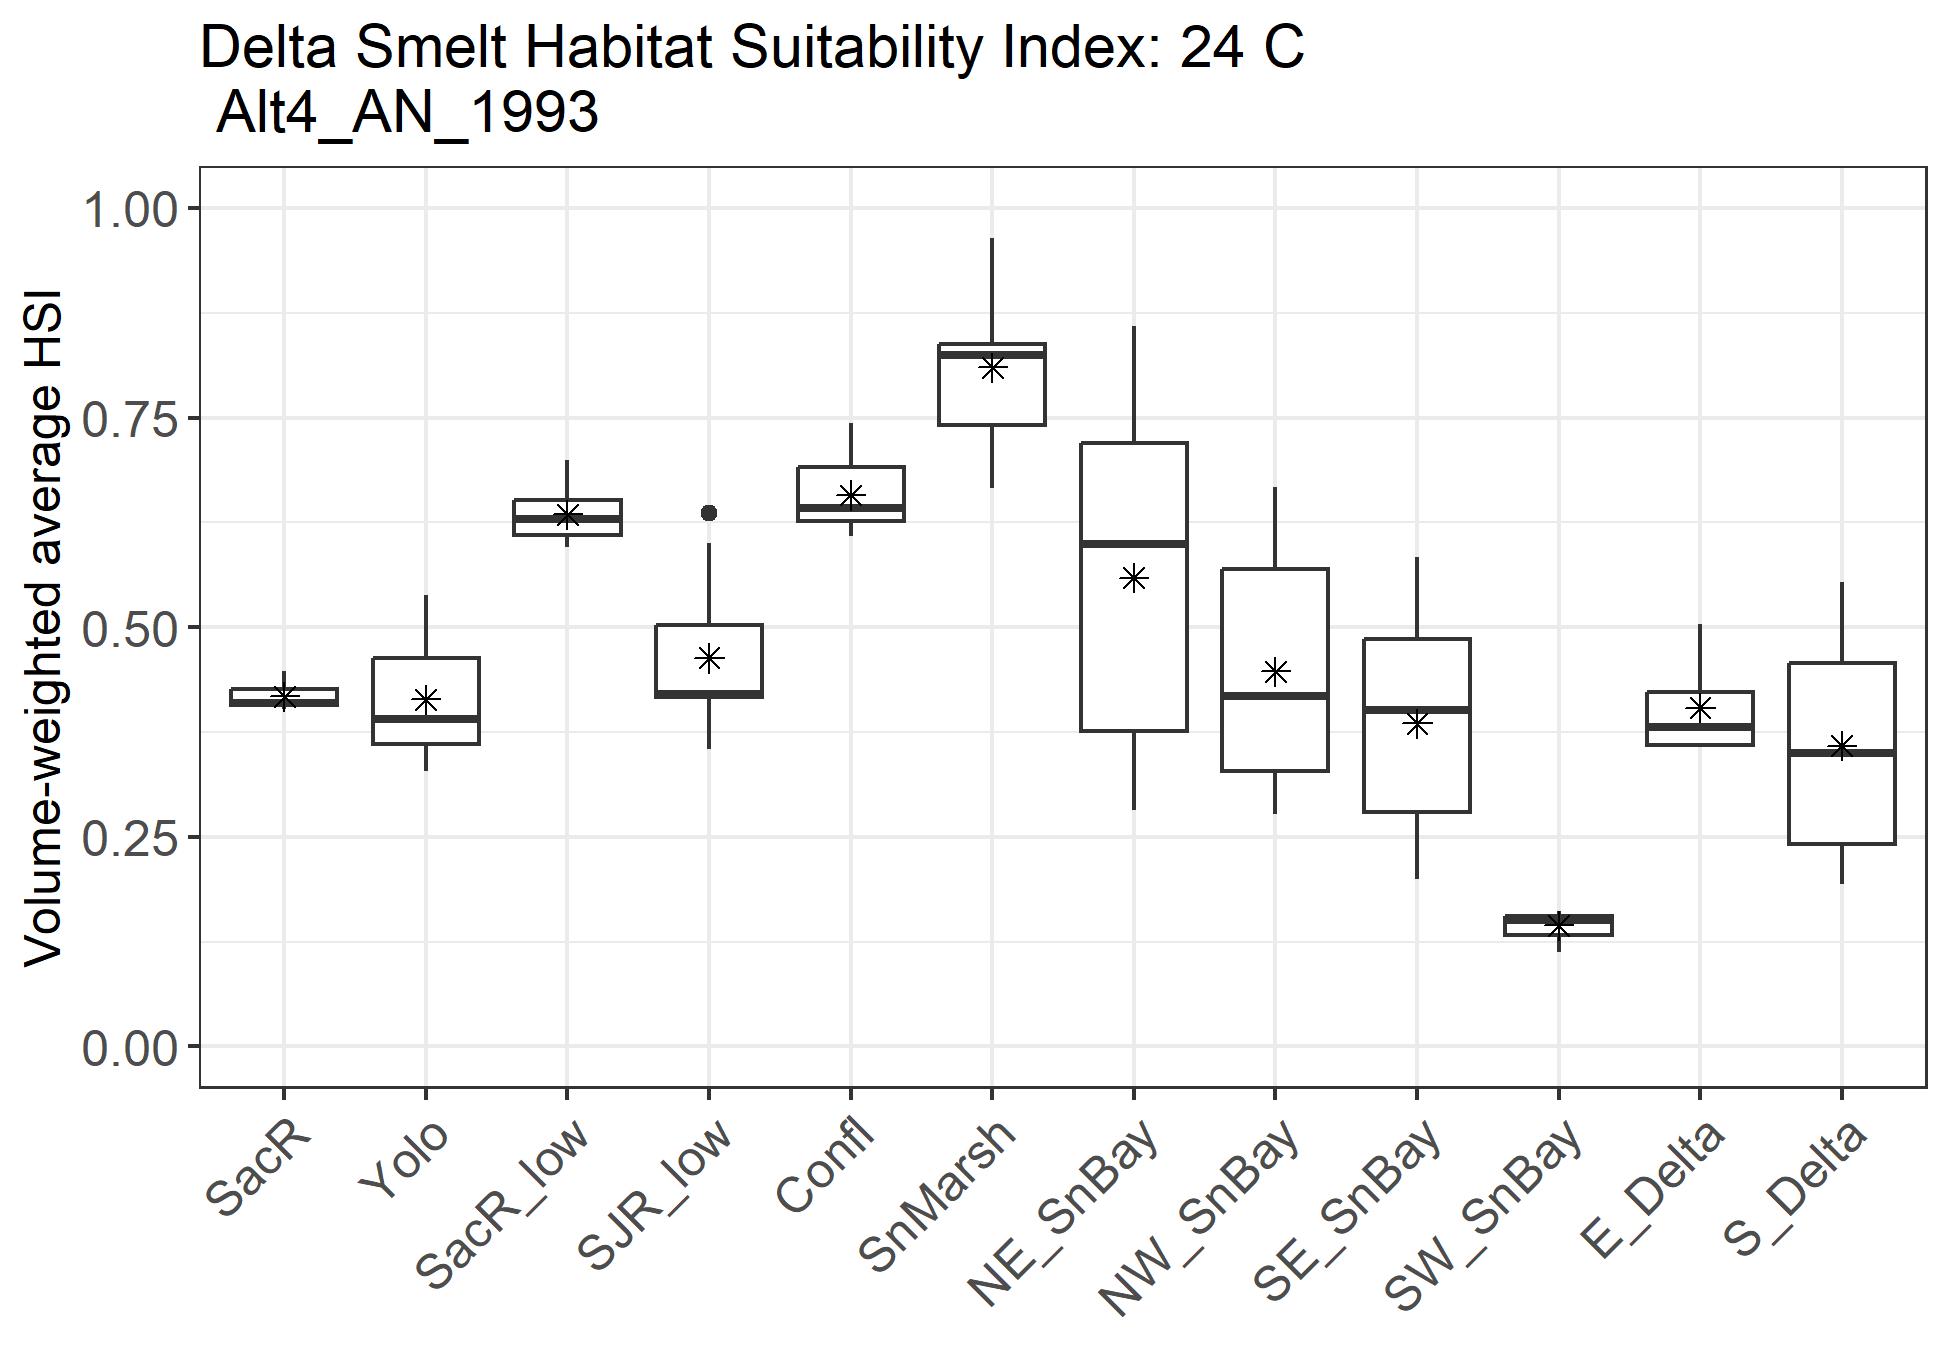 Delta Smelt Habitat Suitability Index: 24 C
Alt4_AN_1993
Volume-weighted average HSI
1.00
0.75
0.50
0.25
0.00
SacR
Yolo
SacR_low
SJR_low
Confl
SnMarsh
NE_SnBay
NW_SnBay
SE_SnBay
SW_SnBay
E_Delta
S_Delta